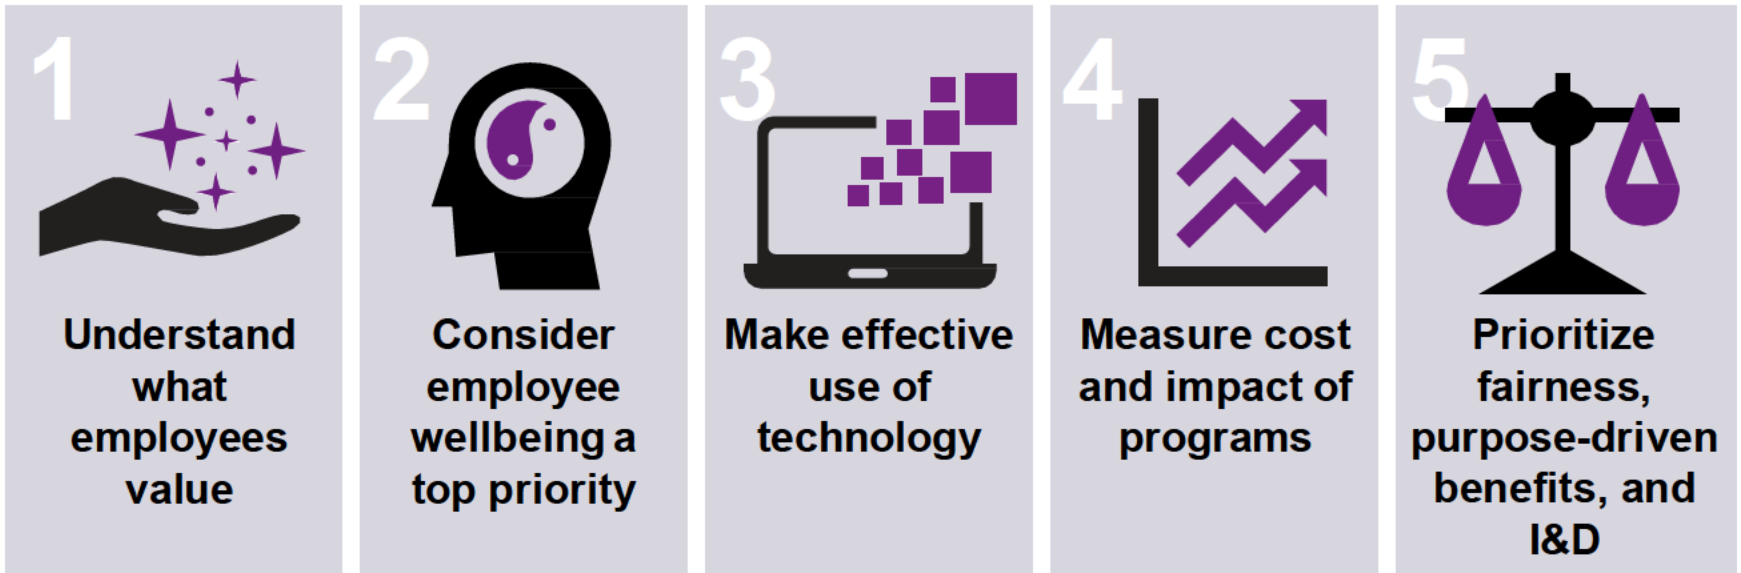 1
Understand
what
employees
value
2
Consider
employee
wellbeing a
top priority
3
Make effective
use of
technology
4
Measure cost
and impact of
programs
5
Prioritize
fairness,
purpose-driven
benefits, and
I&D